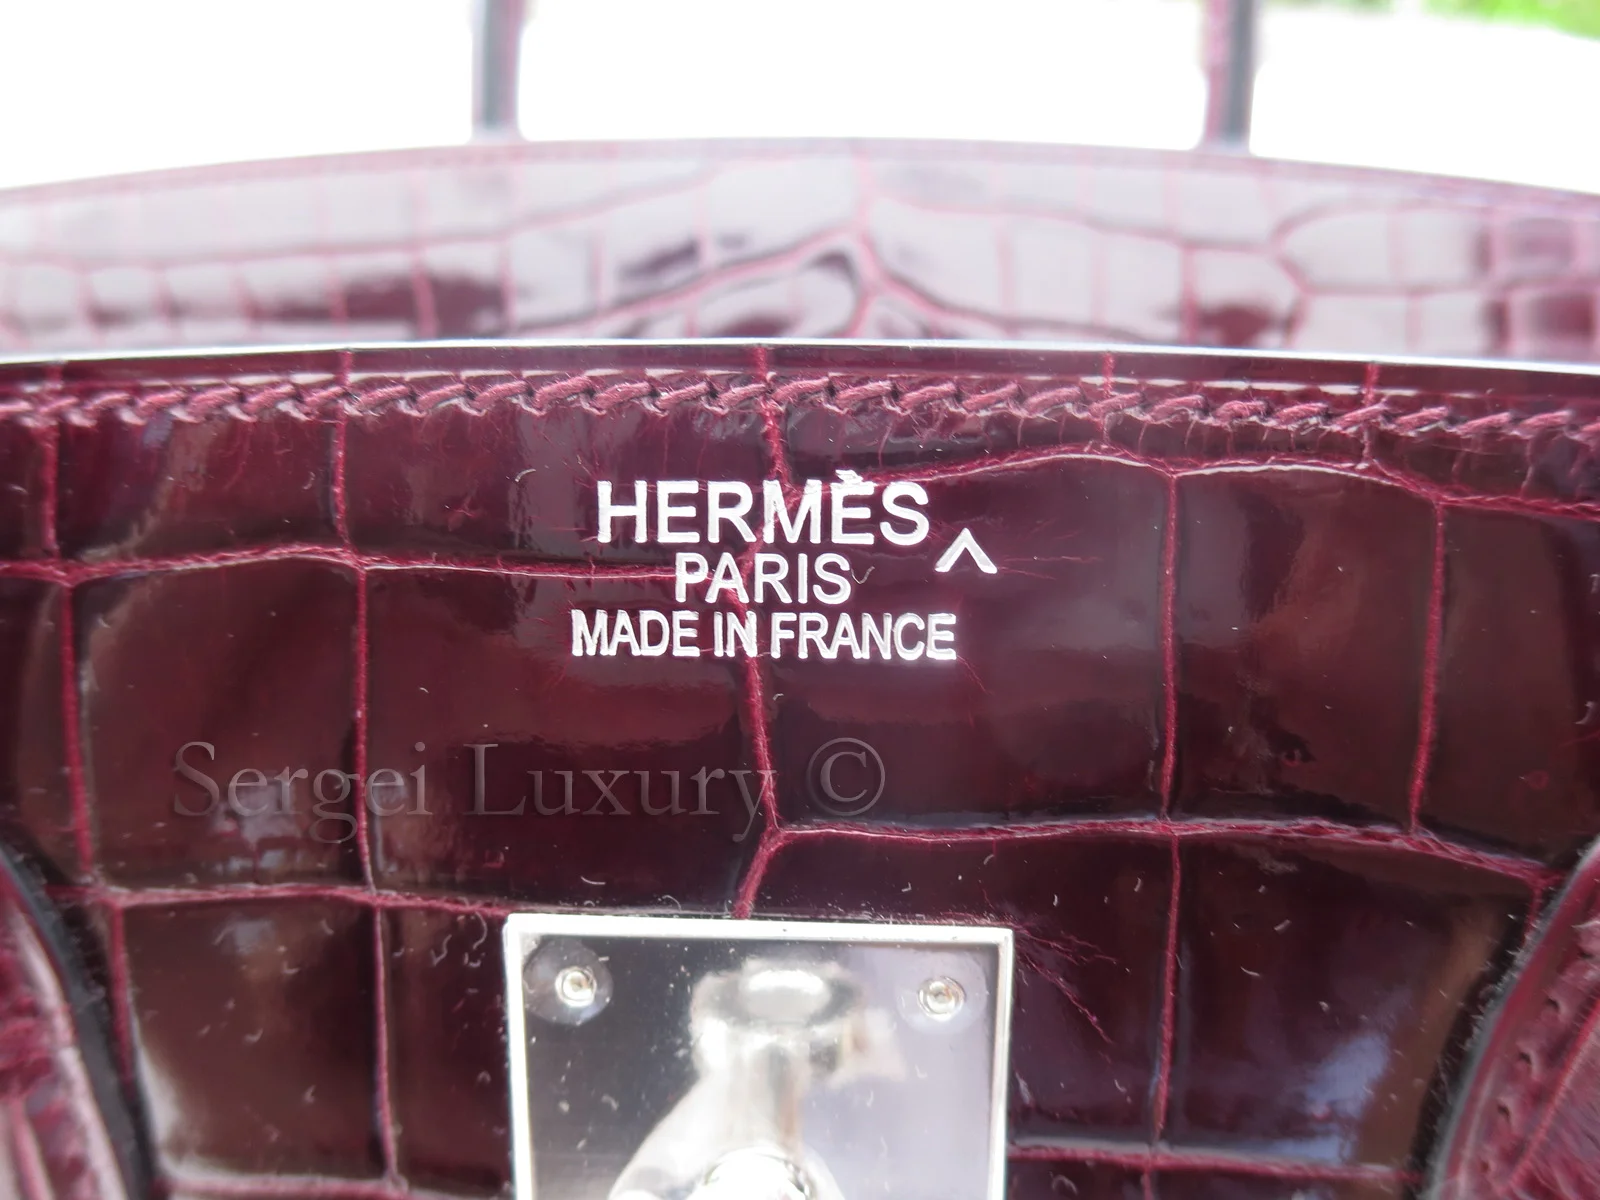 HERMÈS
^
PARIS
MADE IN FRANCE
Sergei Luxury ©